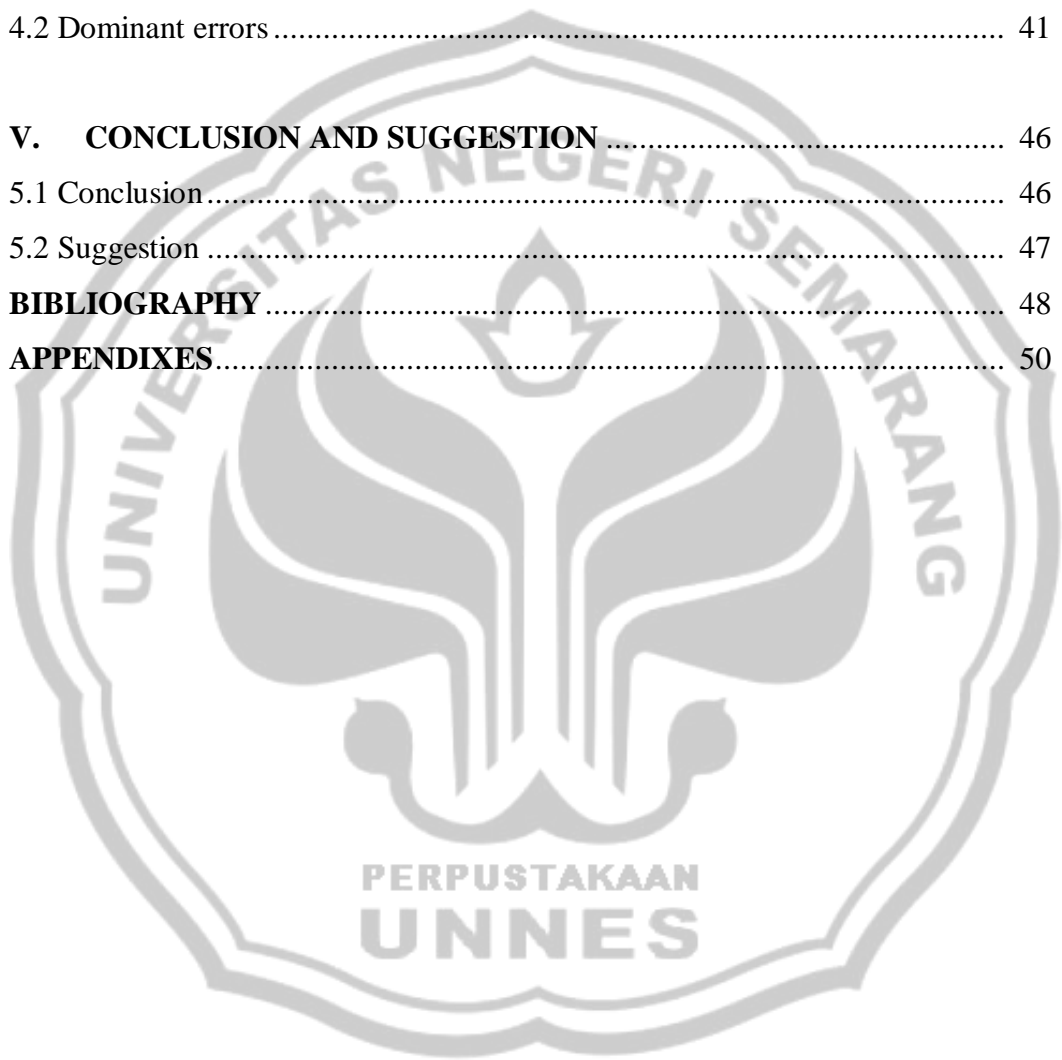 4.2 Dominant errors ........................................................................................ 41
V. CONCLUSION AND SUGGESTION ................................................ 46
5.1 Conclusion ................................................................................................ 46
5.2 Suggestion ................................................................................................ 47
BIBLIOGRAPHY ......................................................................................... 48
APPENDIXES ............................................................................................... 50
UNIVERSITAS NEGERI SEMARANG
PERPUSTAKAAN
UNNES